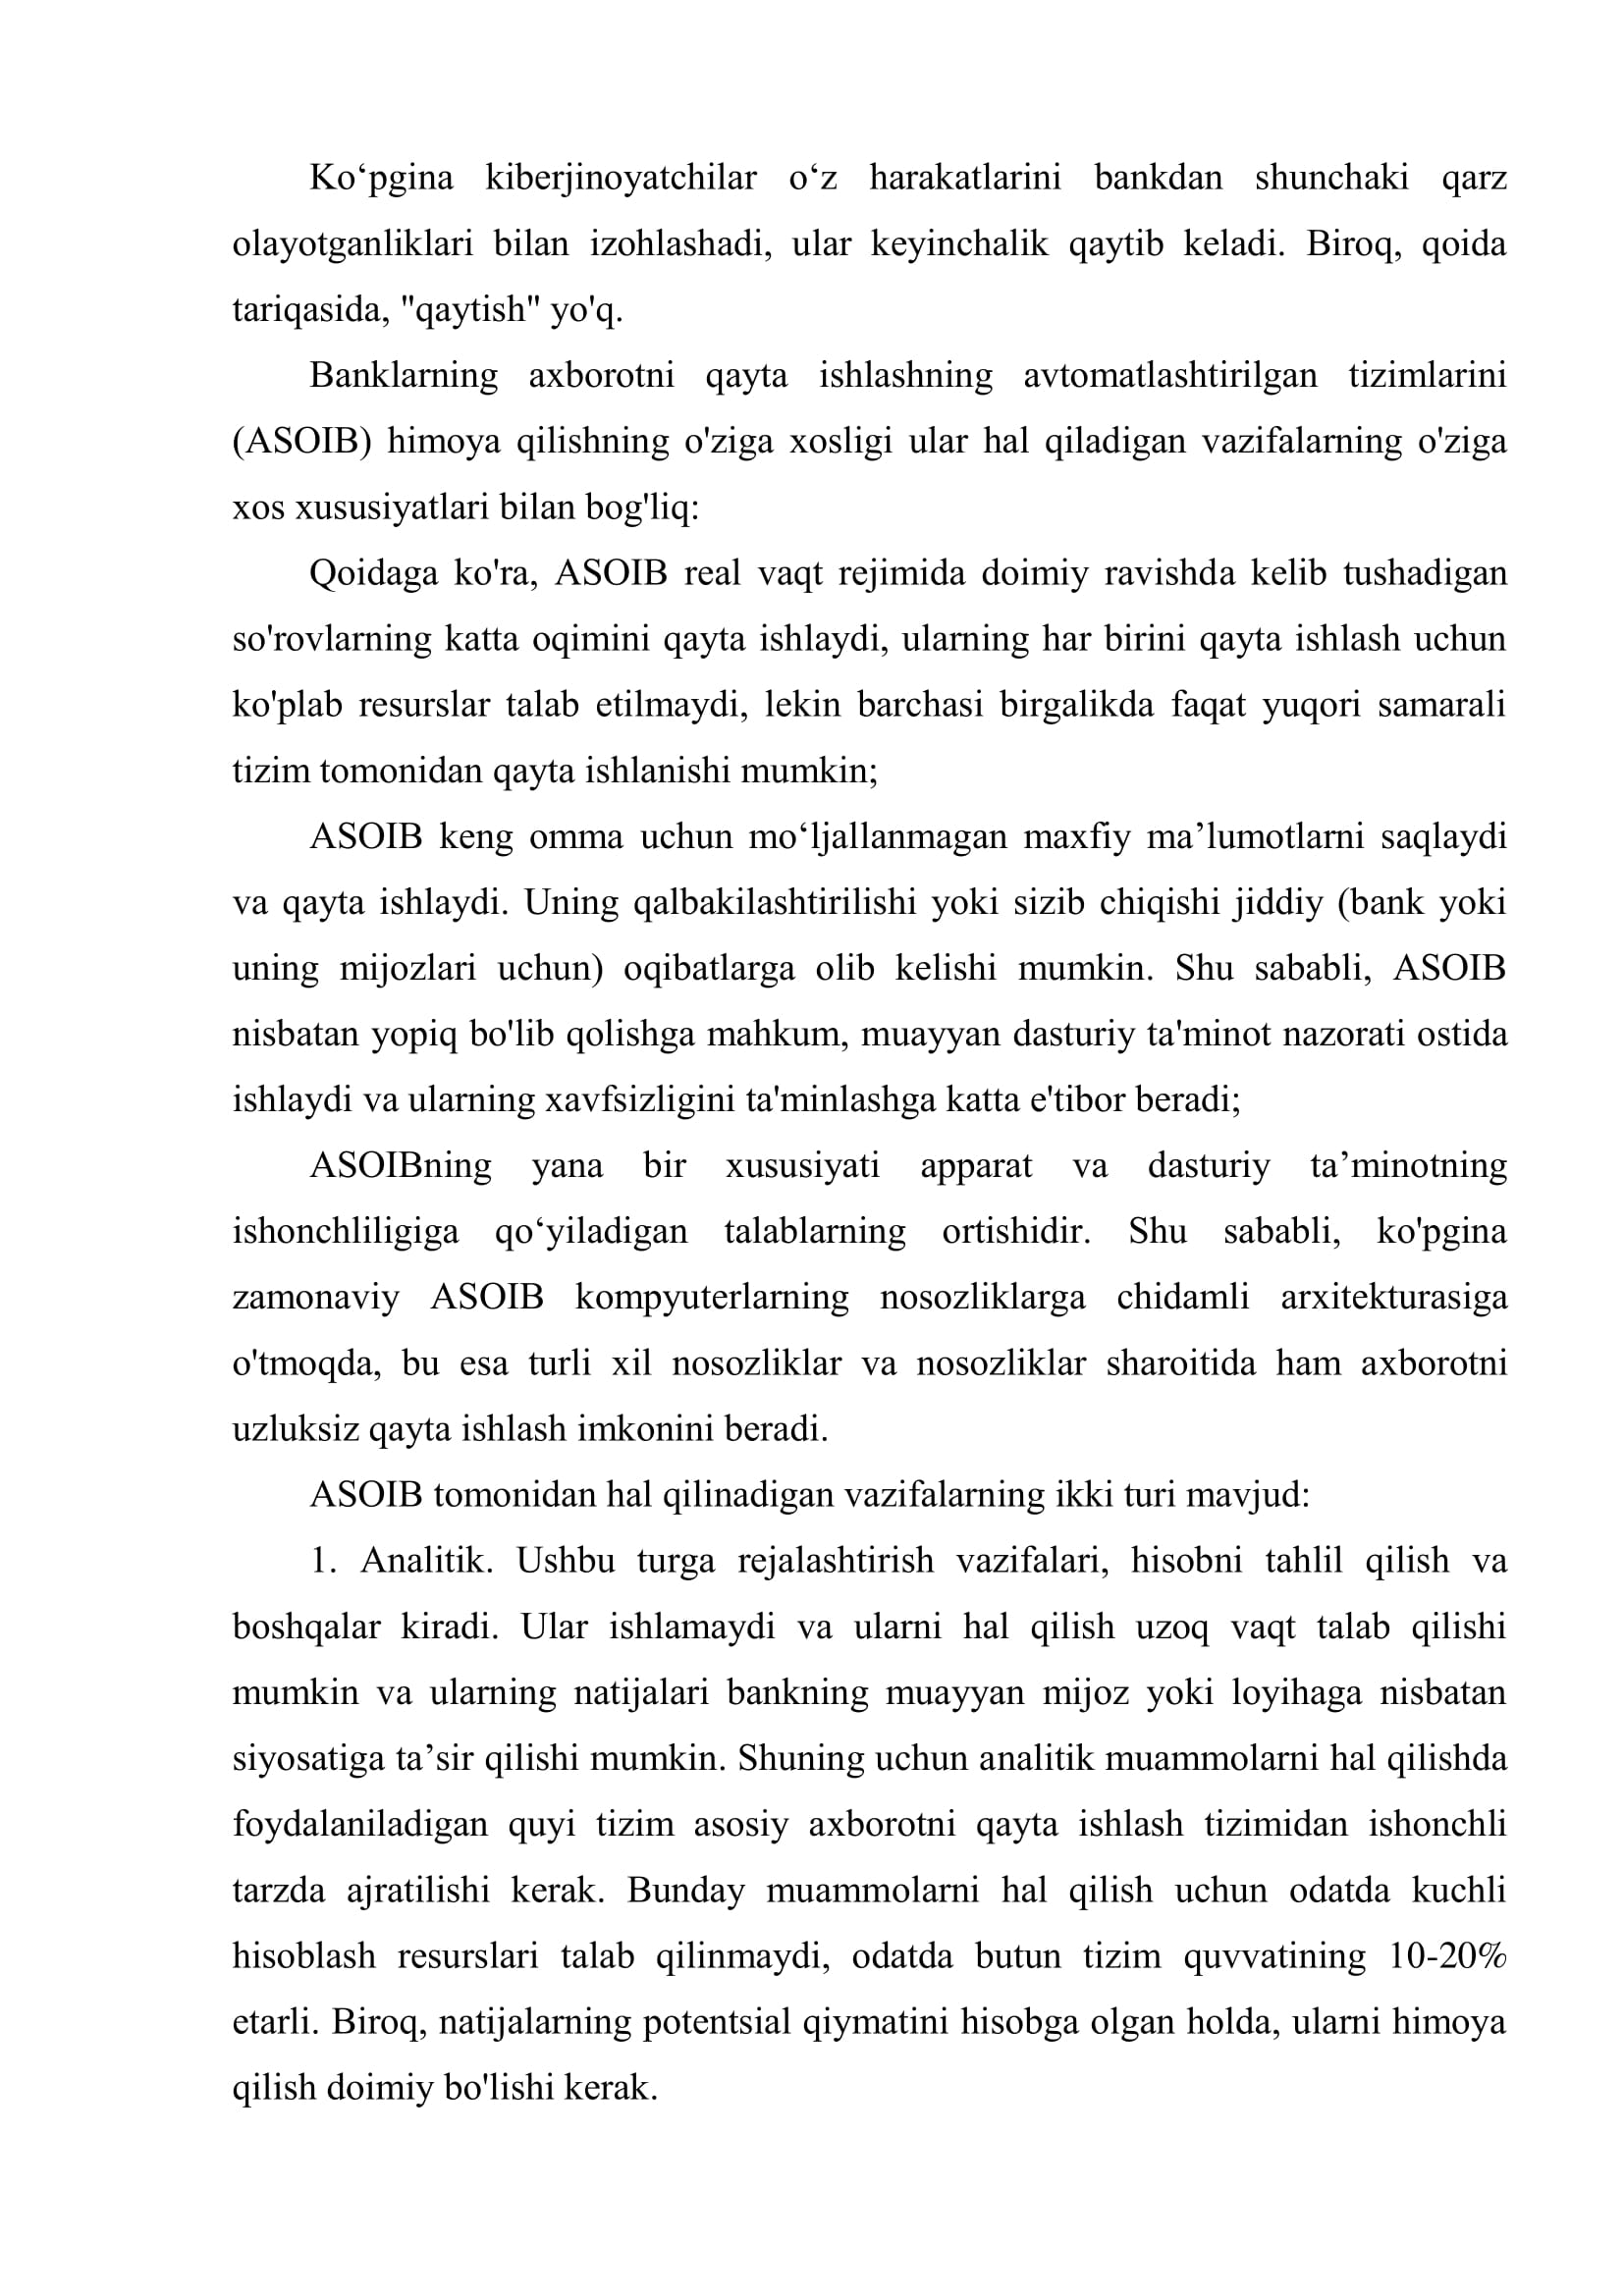 Ko‘pgina kiberjinoyatchilar o‘z harakatlarini bankdan shunchaki qarz
olayotganliklari bilan izohlashadi, ular keyinchalik qaytib keladi. Biroq, qoida
tariqasida, "qaytish" yo'q.
Banklarning axborotni qayta ishlashning avtomatlashtirilgan tizimlarini
(ASOIB) himoya qilishning o'ziga xosligi ular hal qiladigan vazifalarning o'ziga
xos xususiyatlari bilan bog'liq:
Qoidaga ko'ra, ASOIB real vaqt rejimida doimiy ravishda kelib tushadigan
so'rovlarning katta oqimini qayta ishlaydi, ularning har birini qayta ishlash uchun
ko'plab resurslar talab etilmaydi, lekin barchasi birgalikda faqat yuqori samarali
tizim tomonidan qayta ishlanishi mumkin;
ASOIB keng omma uchun mo‘ljallanmagan maxfiy ma’lumotlarni saqlaydi
va qayta ishlaydi. Uning qalbakilashtirilishi yoki sizib chiqishi jiddiy (bank yoki
uning mijozlari uchun) oqibatlarga olib kelishi mumkin. Shu sababli, ASOIB
nisbatan yopiq bo'lib qolishga mahkum, muayyan dasturiy ta'minot nazorati ostida
ishlaydi va ularning xavfsizligini ta'minlashga katta e'tibor beradi;
ASOIBning yana bir xususiyati apparat va dasturiy ta’minotning
ishonchliligiga qo‘yiladigan talablarning ortishidir. Shu sababli, ko'pgina
zamonaviy ASOIB kompyuterlarning nosozliklarga chidamli arxitekturasiga
o'tmoqda, bu esa turli xil nosozliklar va nosozliklar sharoitida ham axborotni
uzluksiz qayta ishlash imkonini beradi.
ASOIB tomonidan hal qilinadigan vazifalarning ikki turi mavjud:
1. Analitik. Ushbu turga rejalashtirish vazifalari, hisobni tahlil qilish va
boshqalar kiradi. Ular ishlamaydi va ularni hal qilish uzoq vaqt talab qilishi
mumkin va ularning natijalari bankning muayyan mijoz yoki loyihaga nisbatan
siyosatiga ta’sir qilishi mumkin. Shuning uchun analitik muammolarni hal qilishda
foydalaniladigan quyi tizim asosiy axborotni qayta ishlash tizimidan ishonchli
tarzda ajratilishi kerak. Bunday muammolarni hal qilish uchun odatda kuchli
hisoblash resurslari talab qilinmaydi, odatda butun tizim quvvatining 10-20%
etarli. Biroq, natijalarning potentsial qiymatini hisobga olgan holda, ularni himoya
qilish doimiy bo'lishi kerak.